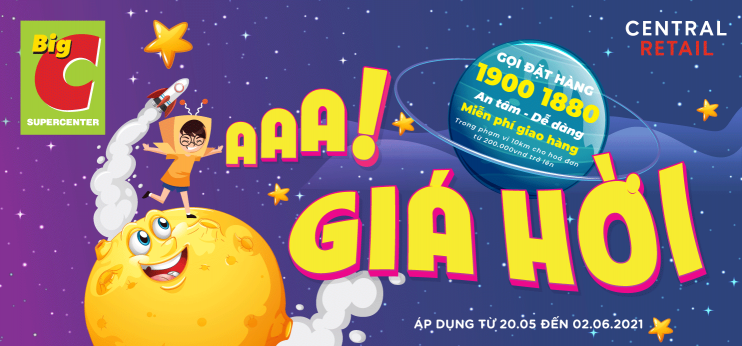 Big
C
SUPERCENTER
CENTRAL
RETAIL
GỌI ĐẶT HÀNG
1900 1880
An tâm - Dễ dàng
Miễn phí giao hàng
Trong phạm vi 10km cho hoá đơn
từ 200.000vnd trở lên
AAA!
GIÁ HỜI
ÁP DỤNG TỪ 20.05 ĐẾN 02.06.2021